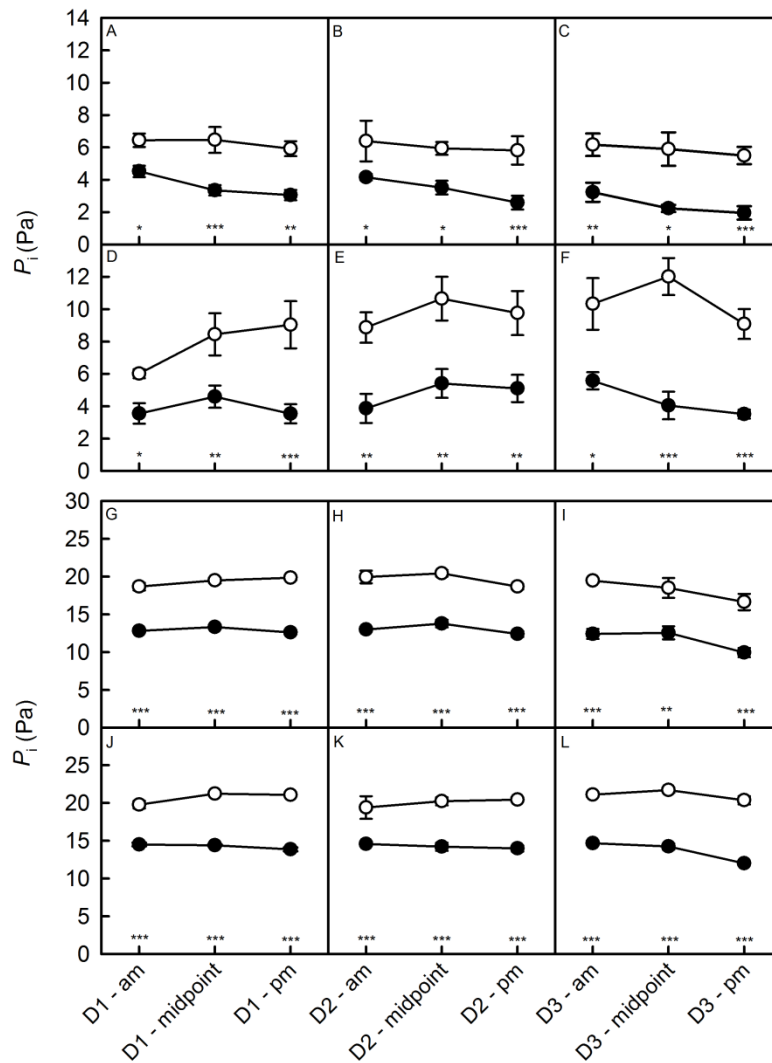 14
12
10
8
6
4
2
0
A
B
C
* *** **
* * ***
** * ***
Pi (Pa)
12
10
8
6
4
2
0
D
E
F
* ** ***
** ** **
* *** ***
30
25
20
15
10
5
0
G
H
I
*** *** ***
*** *** ***
*** ** ***
Pi (Pa)
25
20
15
10
5
0
J
K
L
*** *** ***
*** *** ***
*** *** ***
D1 - am
D1 - midpoint
D1 - pm
D2 - am
D2 - midpoint
D2 - pm
D3 - am
D3 - midpoint
D3 - pm